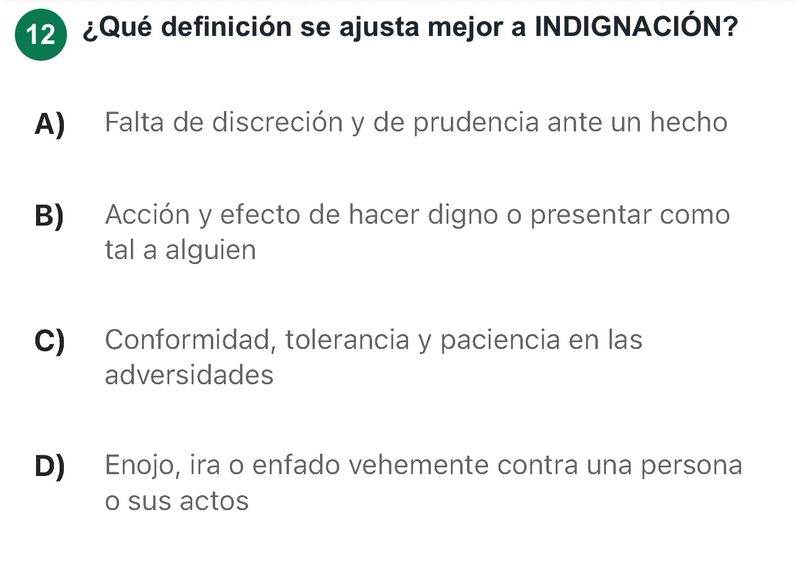 12 ¿Qué definición se ajusta mejor a INDIGNACIÓN?
A) Falta de discreción y de prudencia ante un hecho
B) Acción y efecto de hacer digno o presentar como
tal a alguien
C) Conformidad, tolerancia y paciencia en las
adversidades
D) Enojo, ira o enfado vehemente contra una persona
o sus actos